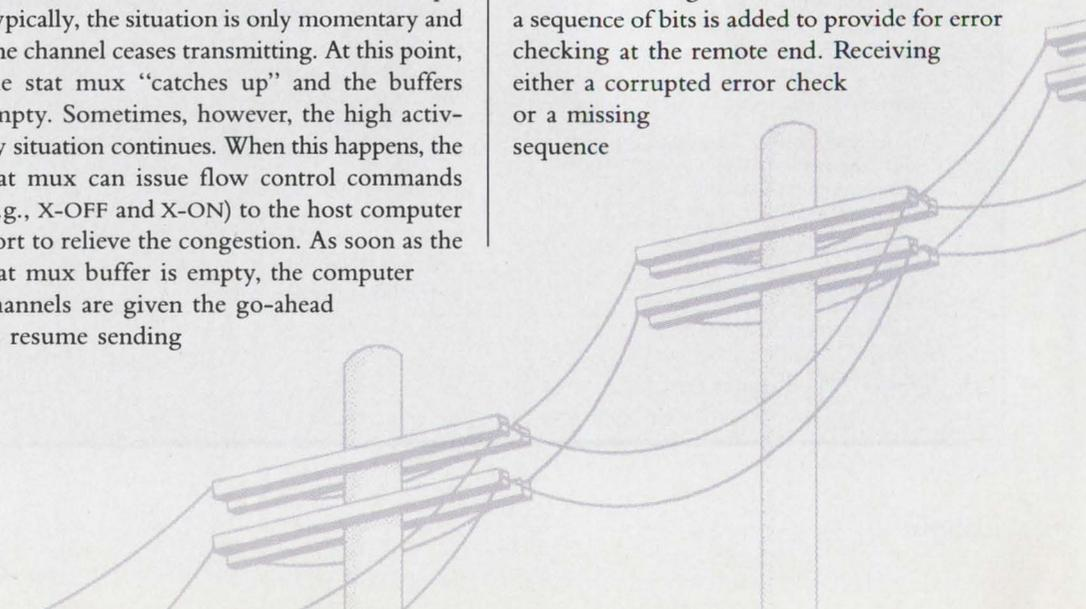 ypically, the situation is only momentary and
channel ceases transmitting. At this point,
stat mux “catches up” and the buffers
mpty. Sometimes, however, the high activ-
situation continues. When this happens, the
at mux can issue flow control commands
.g., X-OFF and X-ON) to the host computer
ort to relieve the congestion. As soon as the
at mux buffer is empty, the computer
annels are given the go-ahead
resume sending
a sequence of bits is added to provide for error
checking at the remote end. Receiving
either a corrupted error check
or a missing
sequence